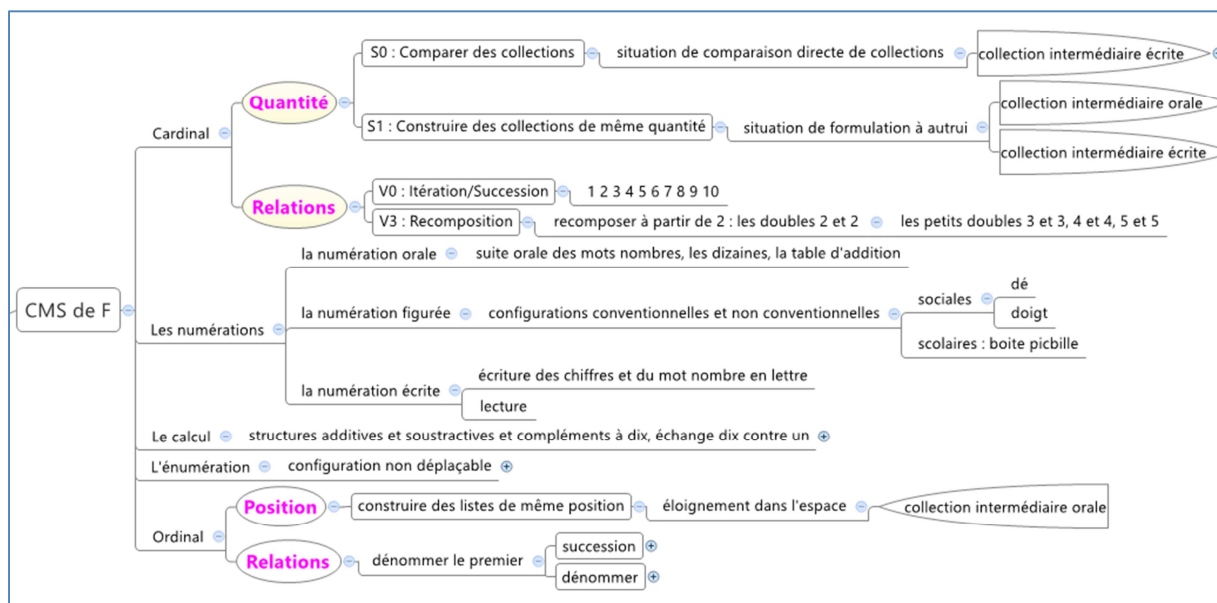 S0 : Comparer des collections
situation de comparaison directe de collections
collection intermédiaire écrite
Quantité
collection intermédiaire orale
Cardinal
S1 : Construire des collections de même quantité
situation de formulation à autrui
collection intermédiaire écrite
V0 : Itération/Succession
1 2 3 4 5 6 7 8 9 10
Relations
V3 : Recomposition
recomposer à partir de 2 : les doubles 2 et 2
les petits doubles 3 et 3, 4 et 4, 5 et 5
la numération orale
suite orale des mots nombres, les dizaines, la table d'addition
CMS de F
dé
sociales
la numération figurée
configurations conventionnelles et non conventionnelles
doigt
Les numérations
scolaires : boite picbille
écriture des chiffres et du mot nombre en lettre
la numération écrite
lecture
Le calcul
structures additives et soustractives et compléments à dix, échange dix contre un
L'énumération
configuration non déplaçable
Position
construire des listes de même position
éloignement dans l'espace
collection intermédiaire orale
Ordinal
succession
Relations
dénommer le premier
dénommer